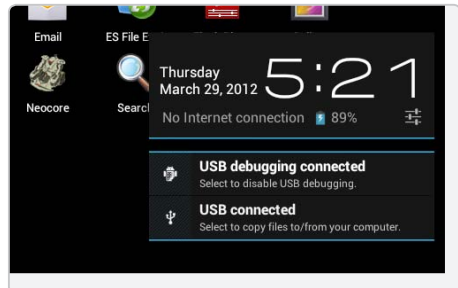 Email
ES File E
Neocore
Search
Thursday
March 29, 2012
5:21
No Internet connection 89%
USB debugging connected
Select to disable USB debugging.
USB connected
Select to copy files to/from your computer.